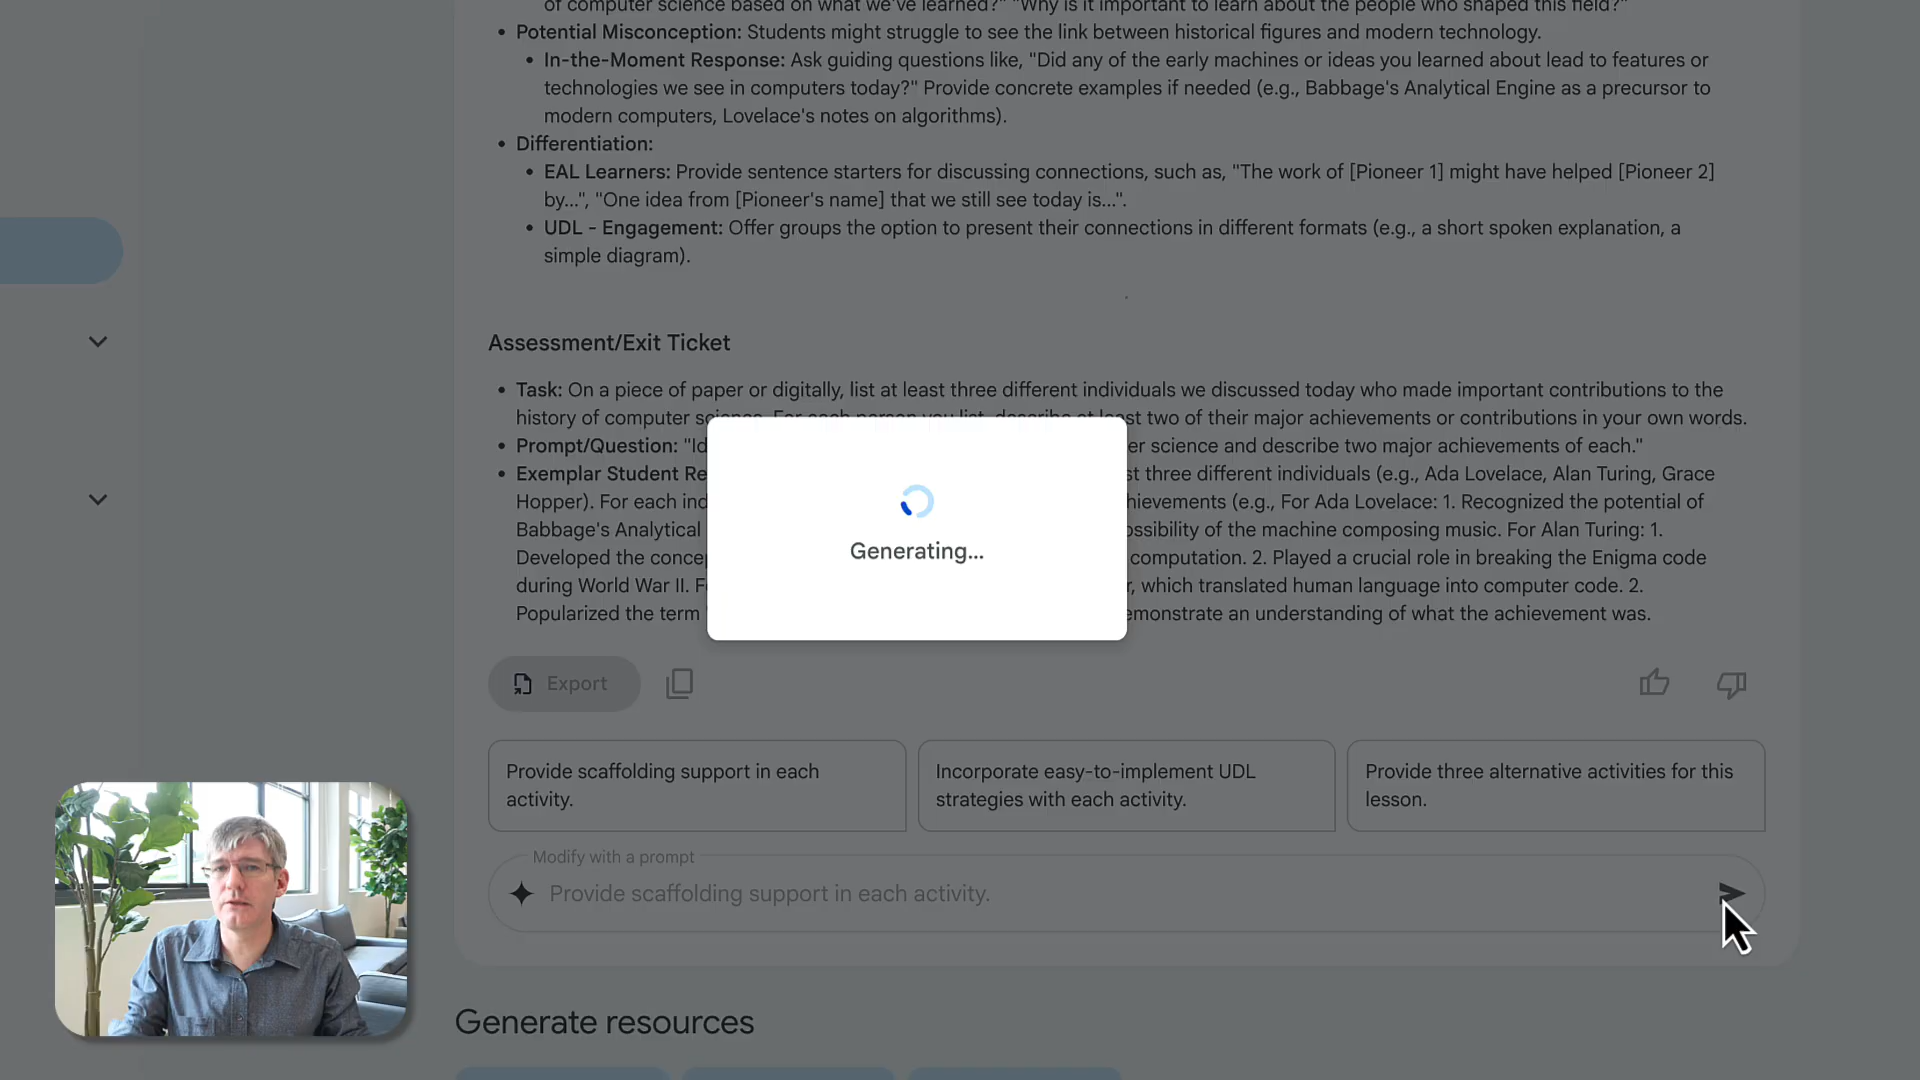 of computer science based on what we've learned?" "Why is it important to learn about the people who shaped this field?"
• Potential Misconception: Students might struggle to see the link between historical figures and modern technology.
• In-the-Moment Response: Ask guiding questions like, "Did any of the early machines or ideas you learned about lead to features or
technologies we see in computers today?" Provide concrete examples if needed (e.g., Babbage's Analytical Engine as a precursor to
modern computers, Lovelace's notes on algorithms).
• Differentiation:
• EAL Learners: Provide sentence starters for discussing connections, such as, "The work of [Pioneer 1] might have helped [Pioneer 2]
by...", "One idea from [Pioneer's name] that we still see today is...".
• UDL - Engagement: Offer groups the option to present their connections in different formats (e.g., a short spoken explanation, a
simple diagram).
Assessment/Exit Ticket
• Task: On a piece of paper or digitally, list at least three different individuals we discussed today who made important contributions to the
history of computer science. For each person you list, describe at least two of their major achievements or contributions in your own words.
• Prompt/Question: "Id er science and describe two major achievements of each."
• Exemplar Student Re st three different individuals (e.g., Ada Lovelace, Alan Turing, Grace
Hopper). For each ind hievements (e.g., For Ada Lovelace: 1. Recognized the potential of
Babbage's Analytical ossibility of the machine composing music. For Alan Turing: 1.
Developed the concep computation. 2. Played a crucial role in breaking the Enigma code
during World War II. F r, which translated human language into computer code. 2.
Popularized the term emonstrate an understanding of what the achievement was.
Generating...
Export
Provide scaffolding support in each
activity.
Incorporate easy-to-implement UDL
strategies with each activity.
Provide three alternative activities for this
lesson.
Modify with a prompt
Provide scaffolding support in each activity.
Generate resources